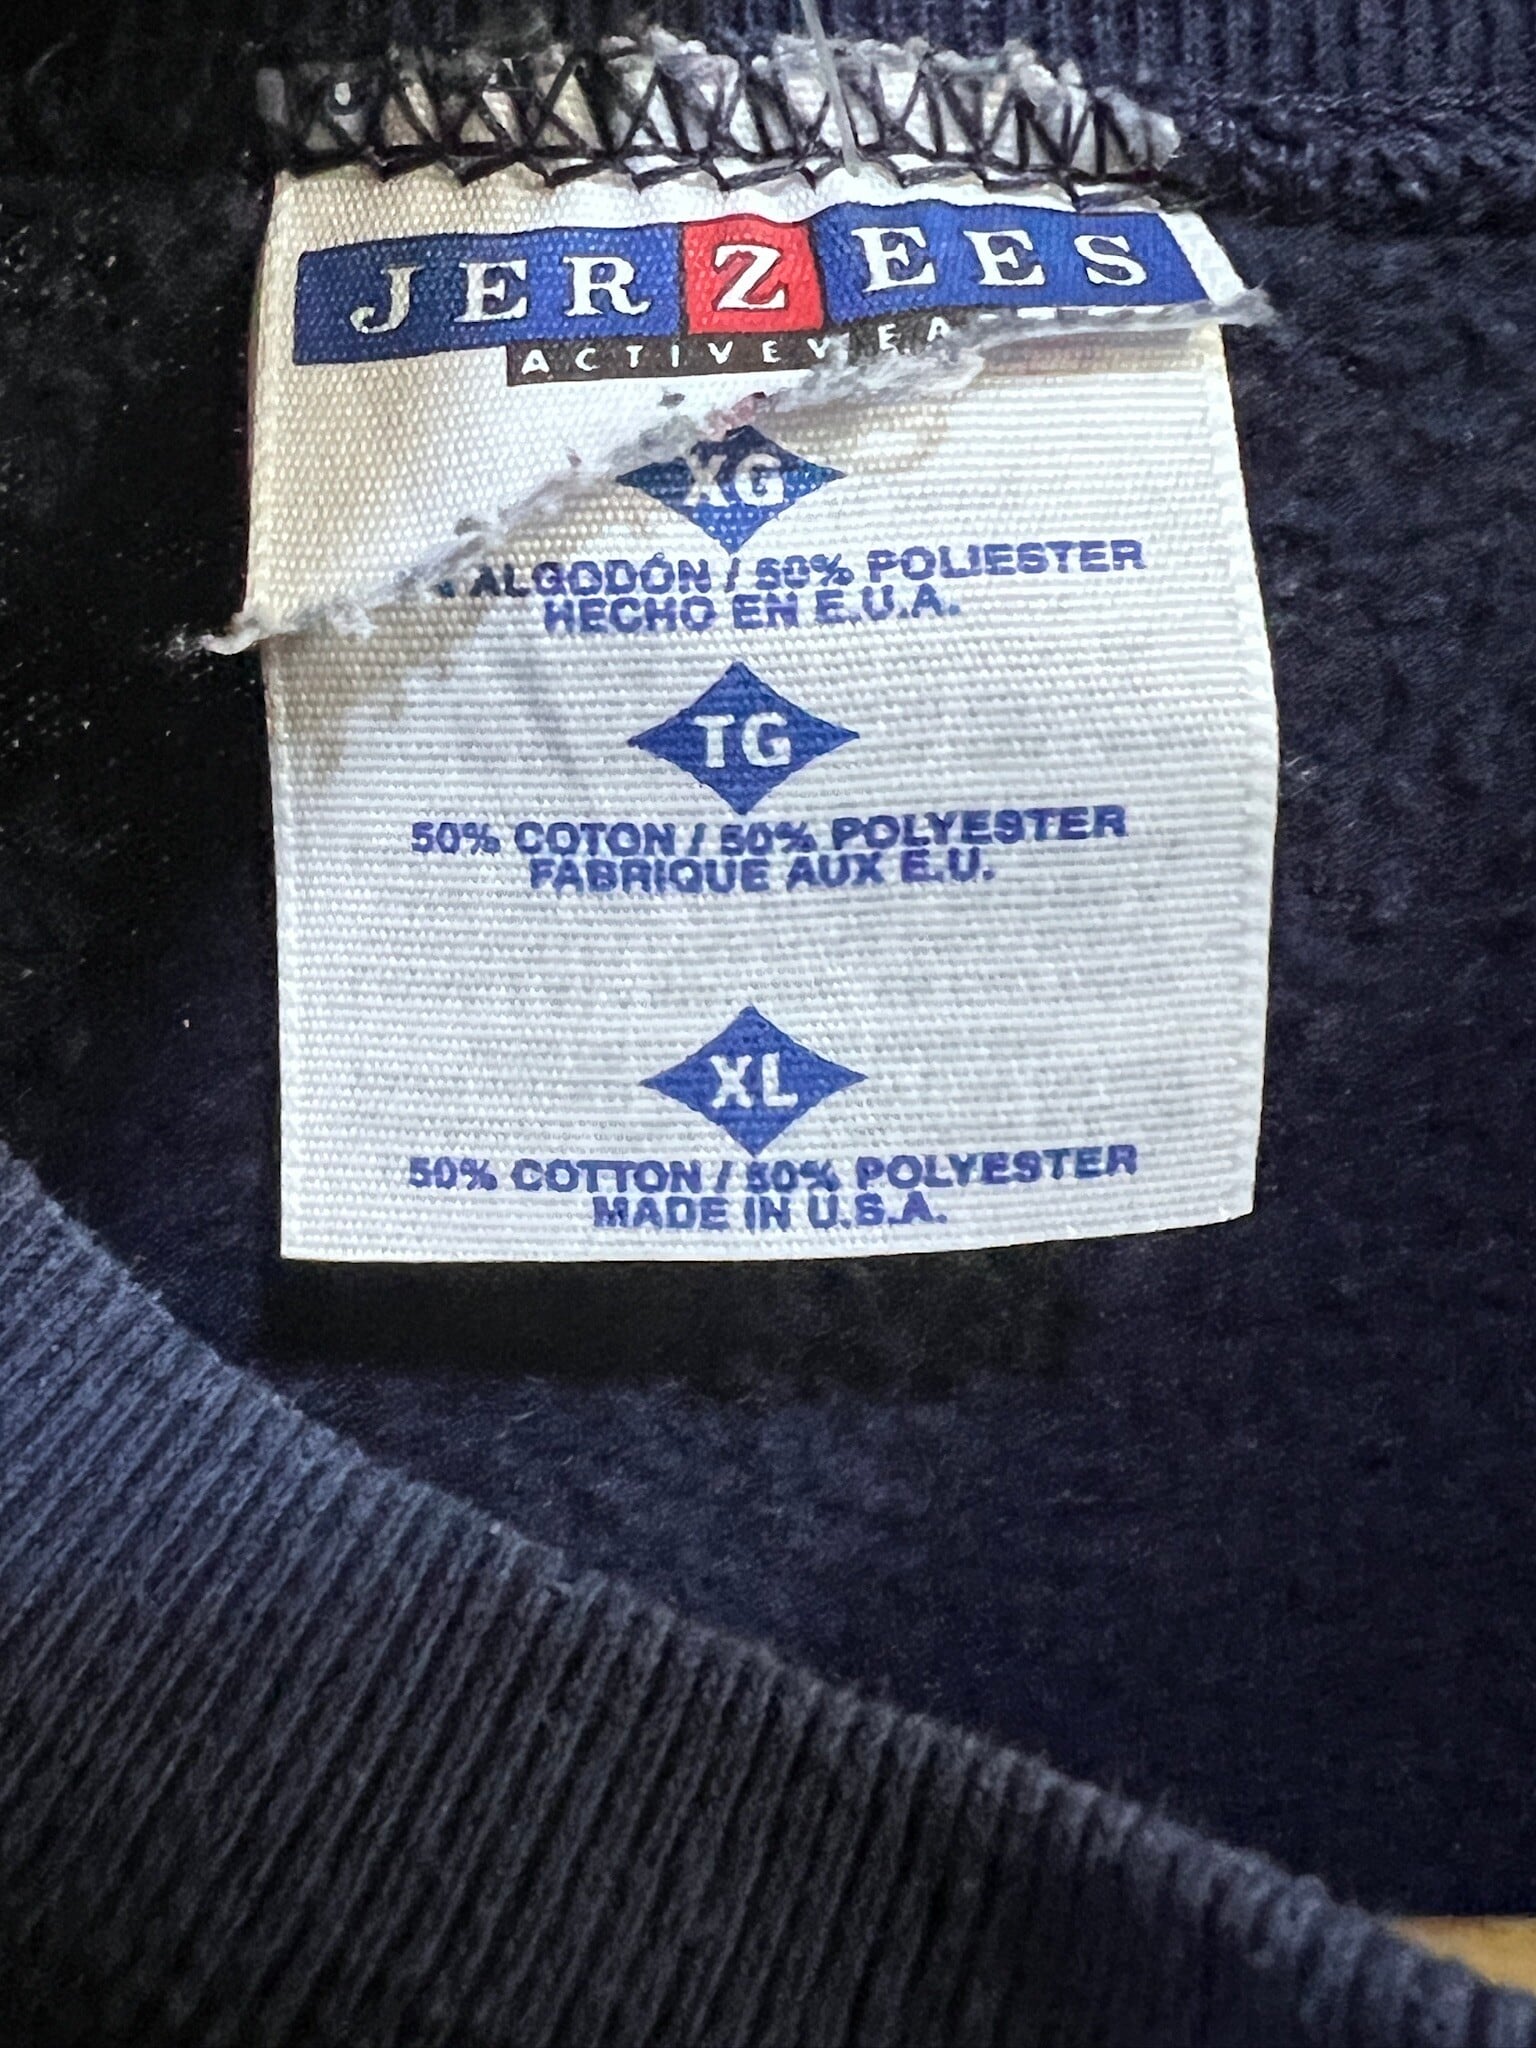 JERZEES
XG
ALGODÓN / 50% POLIESTER
HECHO EN E.U.A.
TG
50% COTON / 50% POLYESTER
FABRIQUE AUX E.U.
XL
50% COTTON / 50% POLYESTER
MADE IN U.S.A.